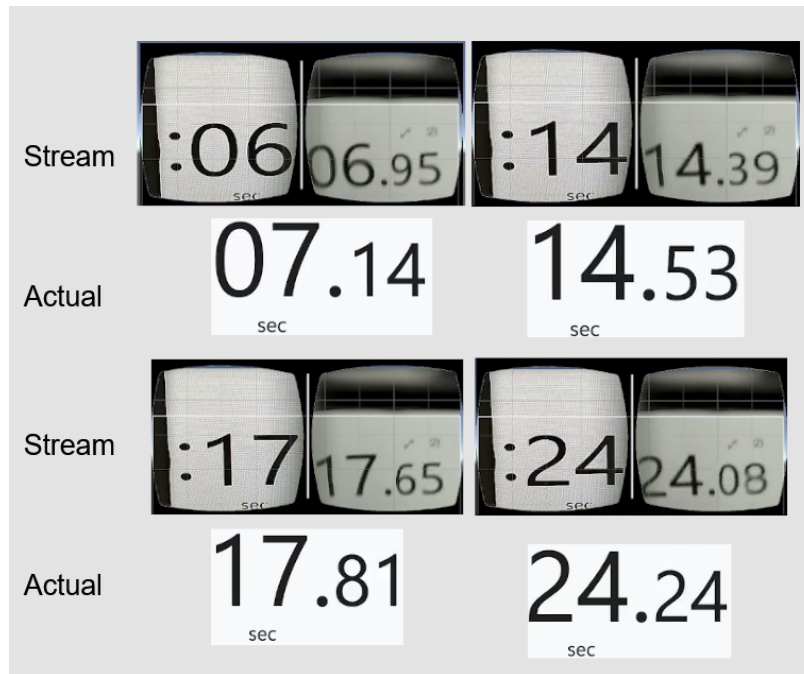 Stream :06 sec 06.95 :14 sec 14.39
Actual 07.14 sec 14.53 sec
Stream :17 sec 17.65 :24 sec 24.08
Actual 17.81 sec 24.24 sec